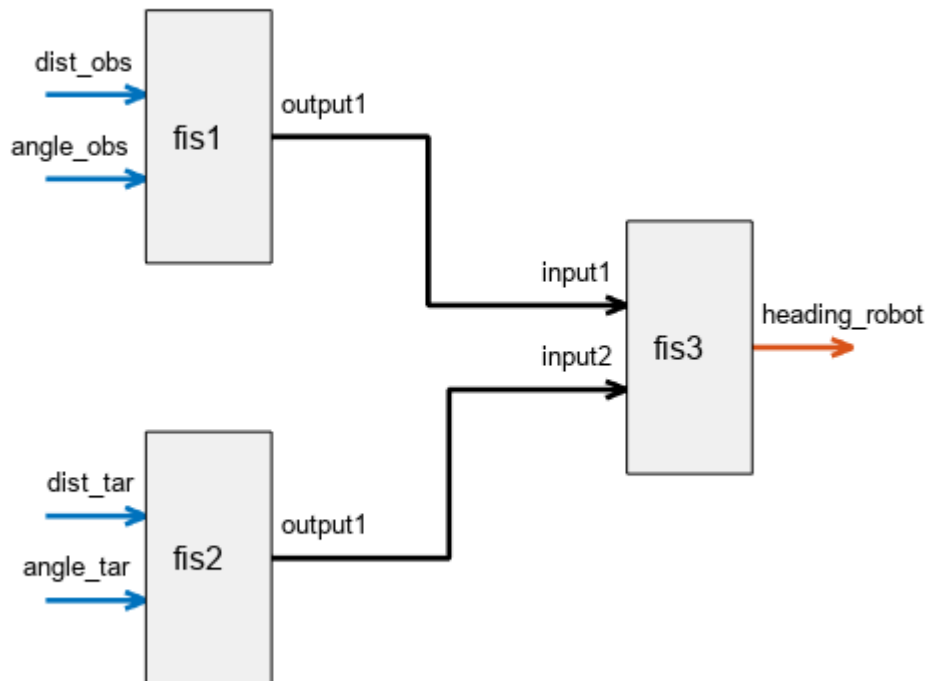 dist_obs
angle_obs
fis1
output1
input1
input2
fis3
heading_robot
dist_tar
angle_tar
fis2
output1